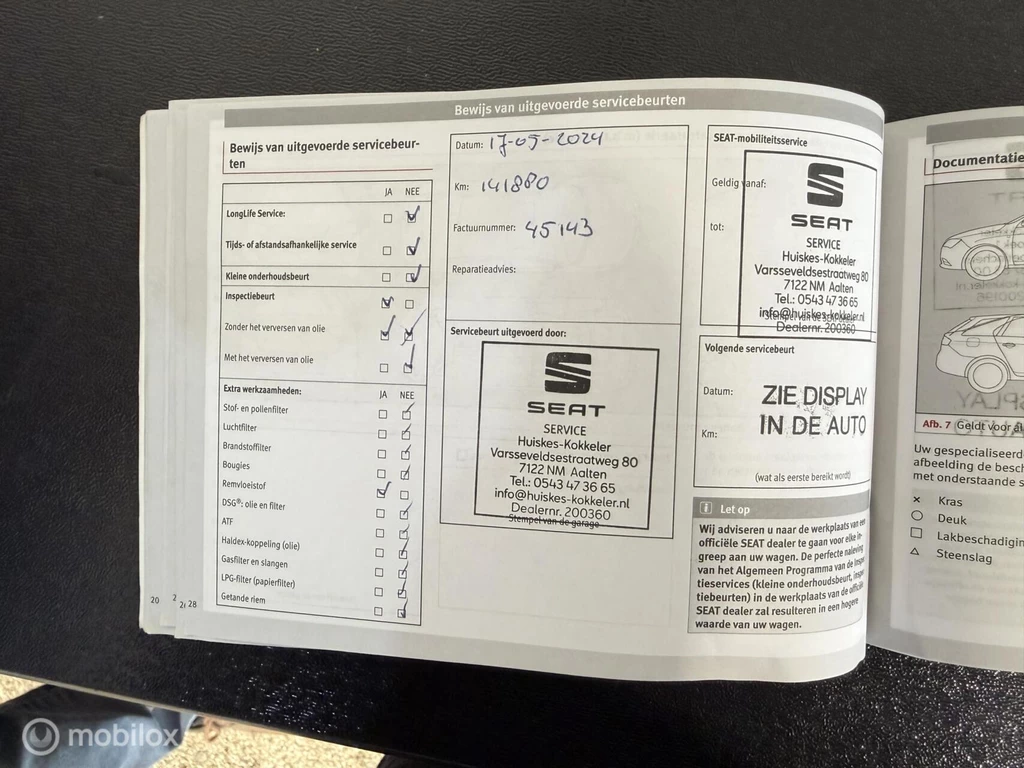 Bewijs van uitgevoerde servicebeurten
Bewijs van uitgevoerde servicebeur-
ten
JA NEE
LongLife Service:
Tijds- of afstandsafhankelijke service
Kleine onderhoudsbeurt
Inspectiebeurt
Zonder het verversen van olie
Met het verversen van olie
Extra werkzaamheden: JA NEE
Stof- en pollenfilter
Luchtfilter
Brandstoffilter
Bougies
Remvloeistof
DSG®: olie en filter
ATF
Haldex-koppeling (olie)
Gasfilter en slangen
LPG-filter (papierfilter)
Getande riem
20 2 28
Datum: 17-05-2024
Km: 141880
Factuurnummer: 45143
Reparatieadvies:
Servicebeurt uitgevoerd door:
SEAT
SERVICE
Huiskes-Kokkeler
Varsseveldsestraatweg 80
7122 NM Aalten
Tel.: 0543 47 36 65
info@huiskes-kokkeler.nl
Dealernr. 200360
Stempel van de garage
SEAT-mobiliteitsservice
Geldig vanaf:
tot:
SEAT
SERVICE
Huiskes-Kokkeler
Varsseveldsestraatweg 80
7122 NM Aalten
Tel.: 0543 47 36 65
info@huiskes-kokkeler.nl
Dealernr. 200360
Volgende servicebeurt
Datum: ZIE DISPLAY
Km: IN DE AUTO
(wat als eerste bereikt wordt)
i Let op
Wij adviseren u naar de werkplaats van een
officiële SEAT dealer te gaan voor elke in-
greep aan uw wagen. De perfecte naleving
van het Algemeen Programma van de Inspec-
tieservices (kleine onderhoudsbeurt, inspec-
tiebeurten) in de werkplaats van de officiële
SEAT dealer zal resulteren in een hogere
waarde van uw wagen.
Documentatie
Afb. 7 Geldt voor al
Uw gespecialiseerd
afbeelding de besch
met onderstaande s
Kras
Deuk
Lakbeschadigin
Steenslag
mobilox